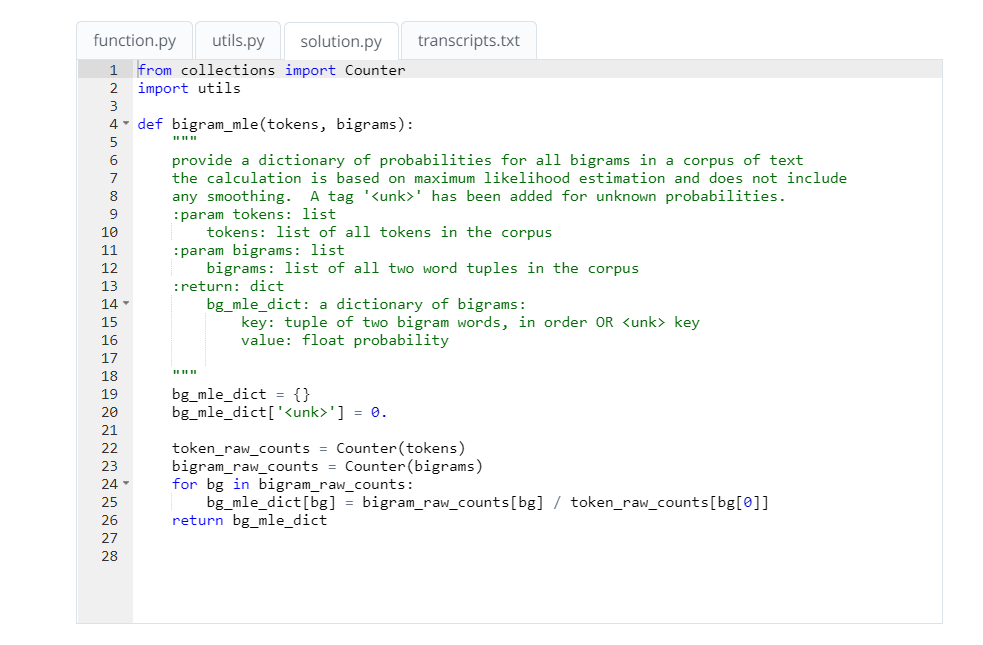 function.py utils.py solution.py transcripts.txt
1 from collections import Counter
2 import utils
3
4 def bigram_mle(tokens, bigrams):
5     """
6     provide a dictionary of probabilities for all bigrams in a corpus of text
7     the calculation is based on maximum likelihood estimation and does not include
8     any smoothing.  A tag '<unk>' has been added for unknown probabilities.
9     :param tokens: list
10         tokens: list of all tokens in the corpus
11     :param bigrams: list
12         bigrams: list of all two word tuples in the corpus
13     :return: dict
14         bg_mle_dict: a dictionary of bigrams:
15             key: tuple of two bigram words, in order OR <unk> key
16             value: float probability
17
18     """
19     bg_mle_dict = {}
20     bg_mle_dict['<unk>'] = 0.
21
22     token_raw_counts = Counter(tokens)
23     bigram_raw_counts = Counter(bigrams)
24     for bg in bigram_raw_counts:
25         bg_mle_dict[bg] = bigram_raw_counts[bg] / token_raw_counts[bg[0]]
26     return bg_mle_dict
27
28